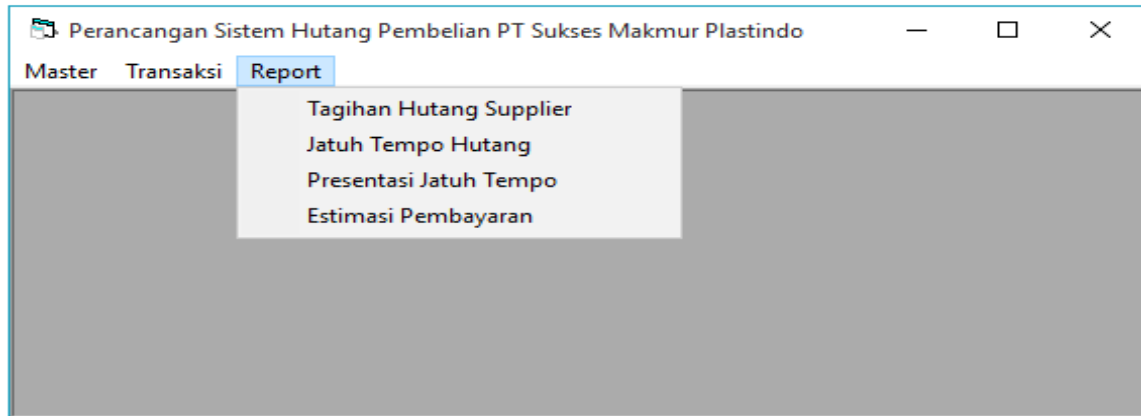 Perancangan Sistem Hutang Pembelian PT Sukses Makmur Plastindo
Master Transaksi Report
Tagihan Hutang Supplier
Jatuh Tempo Hutang
Presentasi Jatuh Tempo
Estimasi Pembayaran